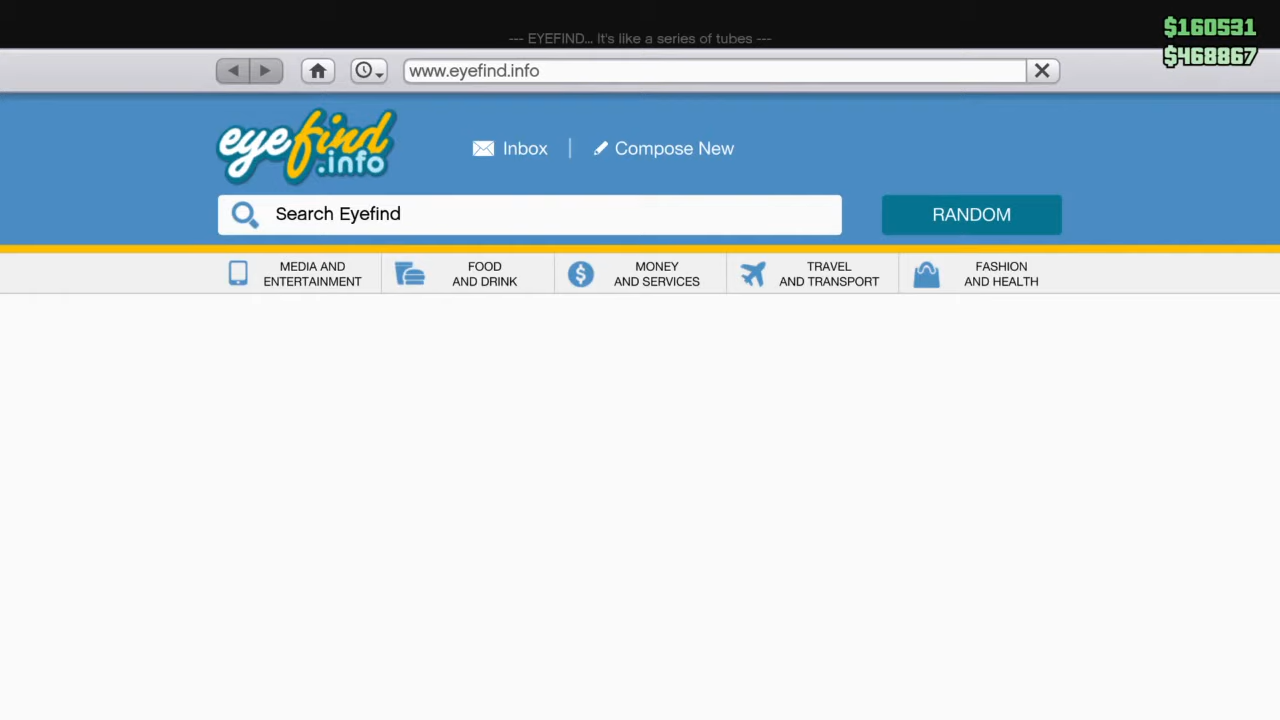 --- EYEFIND... It's like a series of tubes ---
$160531
$468867
www.eyefind.info
eyefind
.info
Inbox
Compose New
Search Eyefind
RANDOM
MEDIA AND
ENTERTAINMENT
FOOD
AND DRINK
MONEY
AND SERVICES
TRAVEL
AND TRANSPORT
FASHION
AND HEALTH